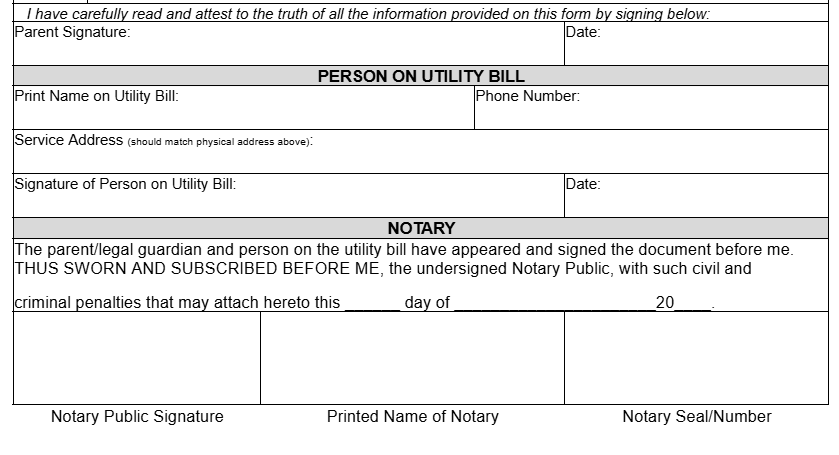 I have carefully read and attest to the truth of all the information provided on this form by signing below:
Parent Signature: Date:
PERSON ON UTILITY BILL
Print Name on Utility Bill: Phone Number:
Service Address (should match physical address above):
Signature of Person on Utility Bill: Date:
NOTARY
The parent/legal guardian and person on the utility bill have appeared and signed the document before me.
THUS SWORN AND SUBSCRIBED BEFORE ME, the undersigned Notary Public, with such civil and
criminal penalties that may attach hereto this ______ day of ______________________20____.
Notary Public Signature Printed Name of Notary Notary Seal/Number